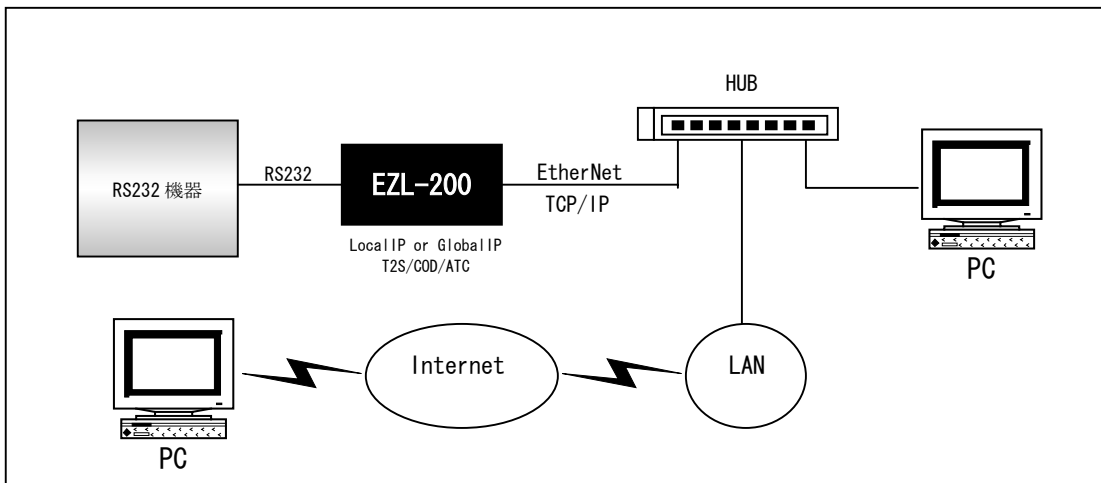 HUB
RS232 機器
RS232
EZL-200
EtherNet
TCP/IP
LocalIP or GlobalIP
T2S/COD/ATC
PC
Internet
LAN
PC